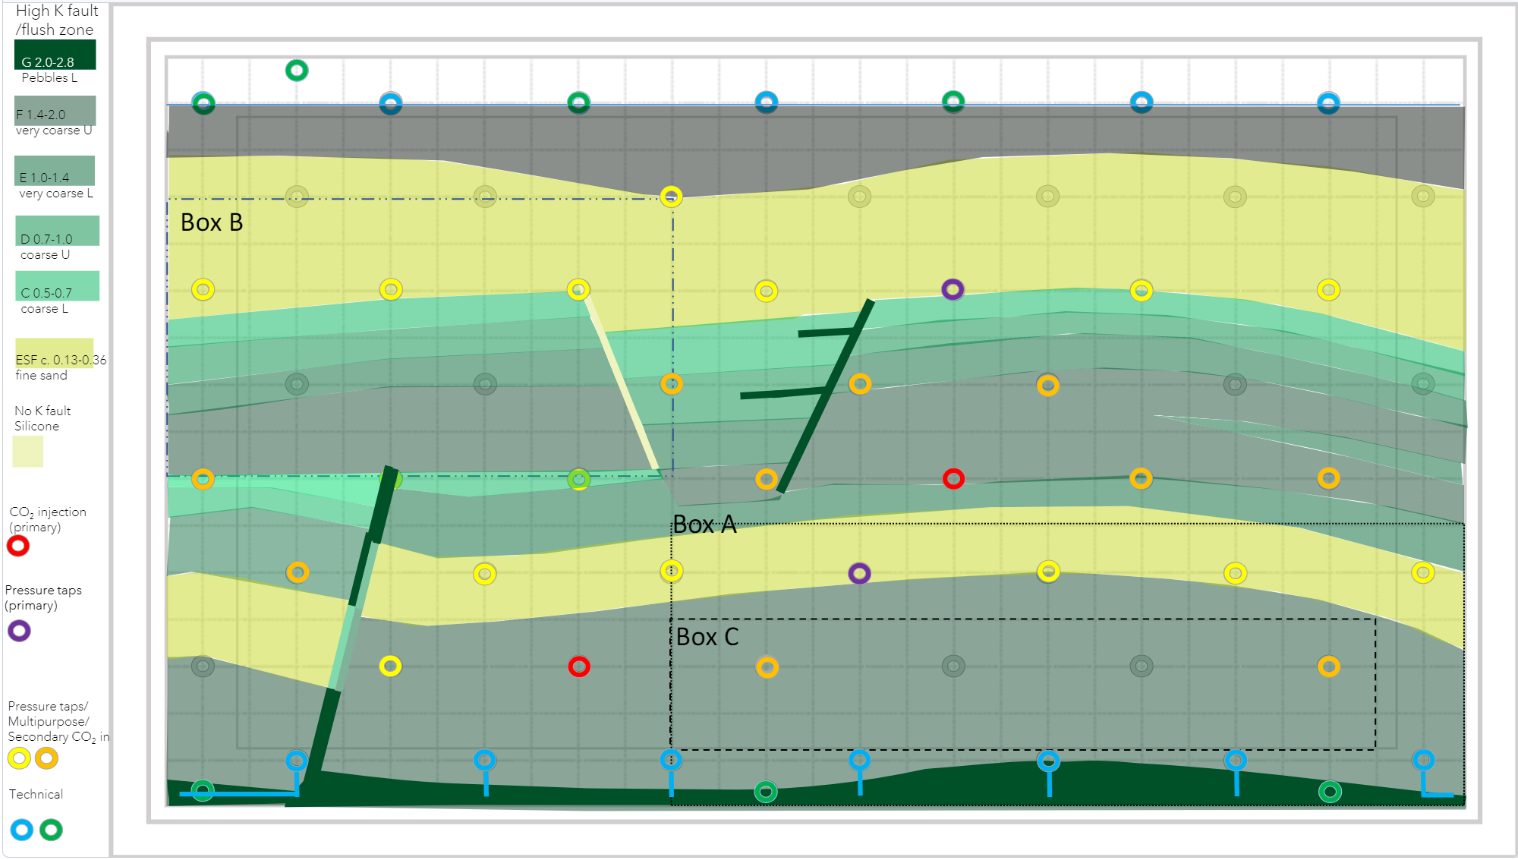 High K fault
/flush zone
G 2.0-2.8
Pebbles L
F 1.4-2.0
very coarse U
E 1.0-1.4
very coarse L
D 0.7-1.0
coarse U
C 0.5-0.7
coarse L
ESF c. 0.13-0.36
fine sand
No K fault
Silicone
CO₂ injection
(primary)
Pressure taps
(primary)
Pressure taps/
Multipurpose/
Secondary CO₂ in
Technical
Box B
Box A
Box C